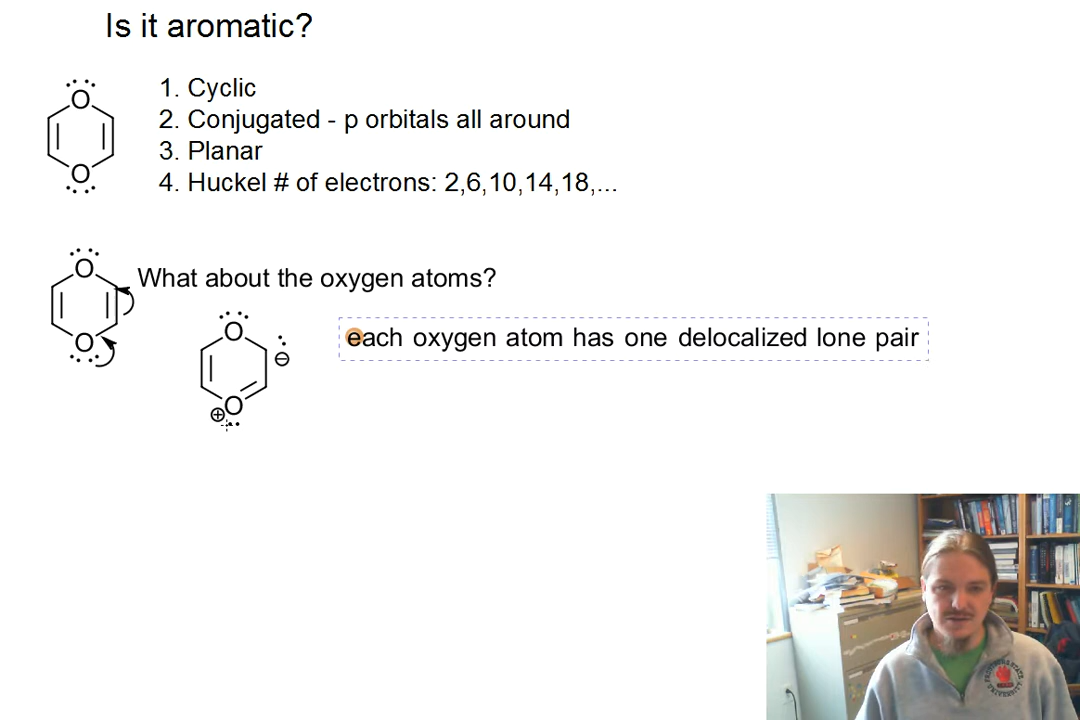 Is it aromatic?
O
O
1. Cyclic
2. Conjugated - p orbitals all around
3. Planar
4. Huckel # of electrons: 2,6,10,14,18,...
What about the oxygen atoms?
O
O
O
O
each oxygen atom has one delocalized lone pair